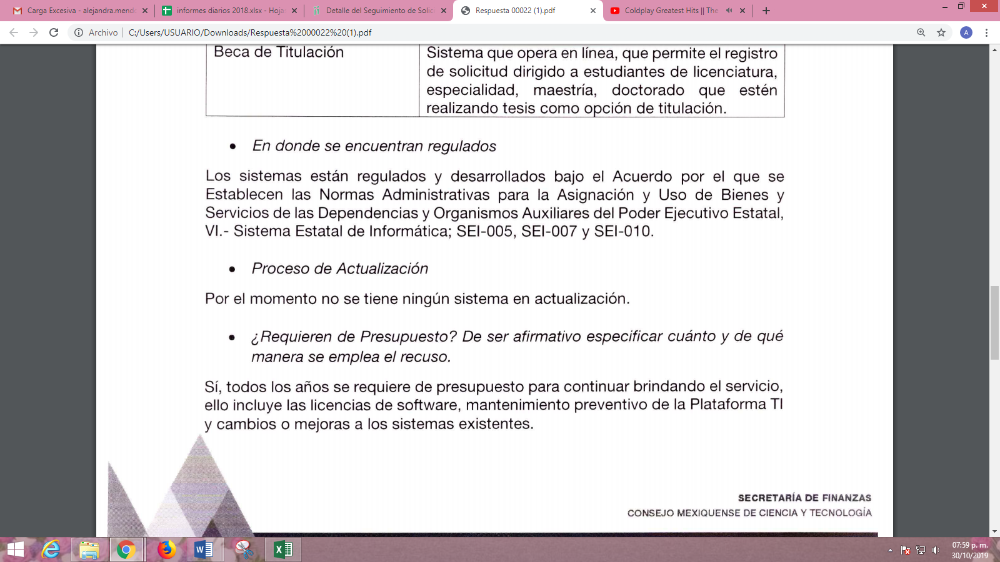 Carga Excesiva - alejandra.mend
informes diarios 2018.xlsx - Hoja
Detalle del Seguimiento de Solic
Respuesta 00022 (1).pdf
Coldplay Greatest Hits || The
Archivo
C:/Users/USUARIO/Downloads/Respuesta%2000022%20(1).pdf
A
Beca de Titulación
Sistema que opera en línea, que permite el registro
de solicitud dirigido a estudiantes de licenciatura,
especialidad, maestría, doctorado que estén
realizando tesis como opción de titulación.
• En donde se encuentran regulados
Los sistemas están regulados y desarrollados bajo el Acuerdo por el que se
Establecen las Normas Administrativas para la Asignación y Uso de Bienes y
Servicios de las Dependencias y Organismos Auxiliares del Poder Ejecutivo Estatal,
VI.- Sistema Estatal de Informática; SEI-005, SEI-007 y SEI-010.
• Proceso de Actualización
Por el momento no se tiene ningún sistema en actualización.
• ¿Requieren de Presupuesto? De ser afirmativo especificar cuánto y de qué
manera se emplea el recuso.
Sí, todos los años se requiere de presupuesto para continuar brindando el servicio,
ello incluye las licencias de software, mantenimiento preventivo de la Plataforma TI
y cambios o mejoras a los sistemas existentes.
SECRETARÍA DE FINANZAS
CONSEJO MEXIQUENSE DE CIENCIA Y TECNOLOGÍA
07:59 p. m.
30/10/2019